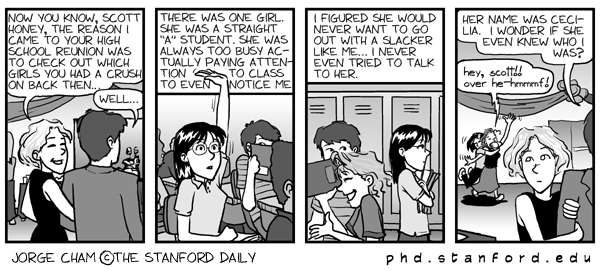 NOW YOU KNOW, SCOTT
HONEY, THE REASON I
CAME TO YOUR HIGH
SCHOOL REUNION WAS
TO CHECK OUT WHICH
GIRLS YOU HAD A CRUSH
ON BACK THEN...
WELL...
THERE WAS ONE GIRL.
SHE WAS A STRAIGHT
"A" STUDENT. SHE WAS
ALWAYS TOO BUSY AC-
TUALLY PAYING ATTEN-
TION TO CLASS
TO EVEN NOTICE ME
I FIGURED SHE WOULD
NEVER WANT TO GO
OUT WITH A SLACKER
LIKE ME... I NEVER
EVEN TRIED TO TALK
TO HER.
HER NAME WAS CECI-
LIA. I WONDER IF SHE
EVEN KNEW WHO I
WAS?
hey, scott!!
over he-hmmmf!
JORGE CHAM ©THE STANFORD DAILY
phd.stanford.edu